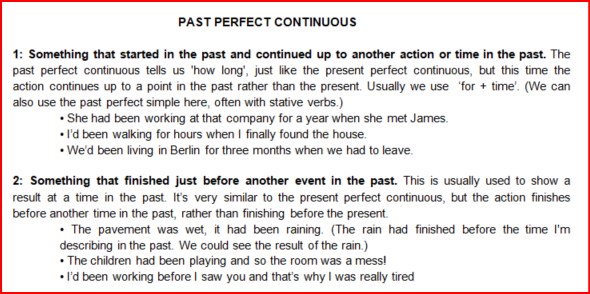 PAST PERFECT CONTINUOUS
1: Something that started in the past and continued up to another action or time in the past. The
past perfect continuous tells us 'how long', just like the present perfect continuous, but this time the
action continues up to a point in the past rather than the present. Usually we use 'for + time'. (We can
also use the past perfect simple here, often with stative verbs.)
• She had been working at that company for a year when she met James.
• I'd been walking for hours when I finally found the house.
• We'd been living in Berlin for three months when we had to leave.
2: Something that finished just before another event in the past. This is usually used to show a
result at a time in the past. It's very similar to the present perfect continuous, but the action finishes
before another time in the past, rather than finishing before the present.
• The pavement was wet, it had been raining. (The rain had finished before the time I'm
describing in the past. We could see the result of the rain.)
• The children had been playing and so the room was a mess!
• I'd been working before I saw you and that's why I was really tired